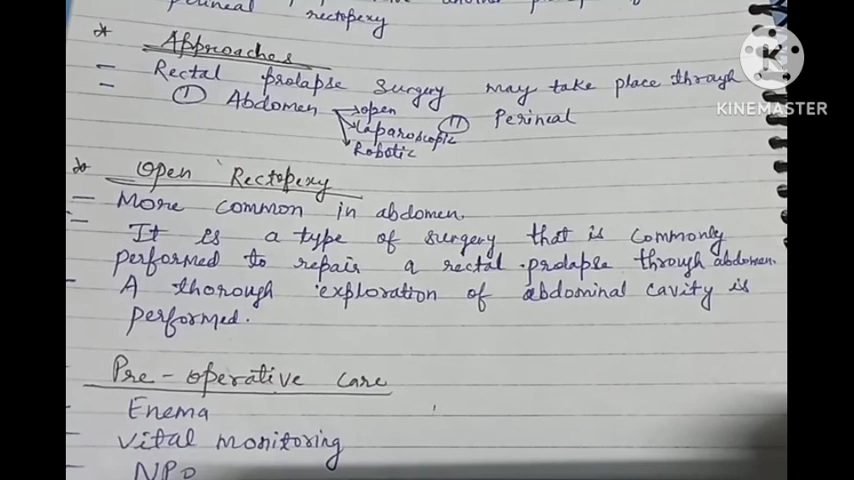 perineal rectopexy
* Approaches
- Rectal prolapse surgery may take place through
- ① Abdomen → open ⑪ Perineal
→ Laparoscopic
→ Robotic
* Open Rectopexy
- More common in abdomen.
- It is a type of surgery that is commonly
performed to repair a rectal prolapse through abdomen.
- A thorough exploration of abdominal cavity is
performed.
Pre-operative care
- Enema
- Vital monitoring
- NPO
KINEMASTER